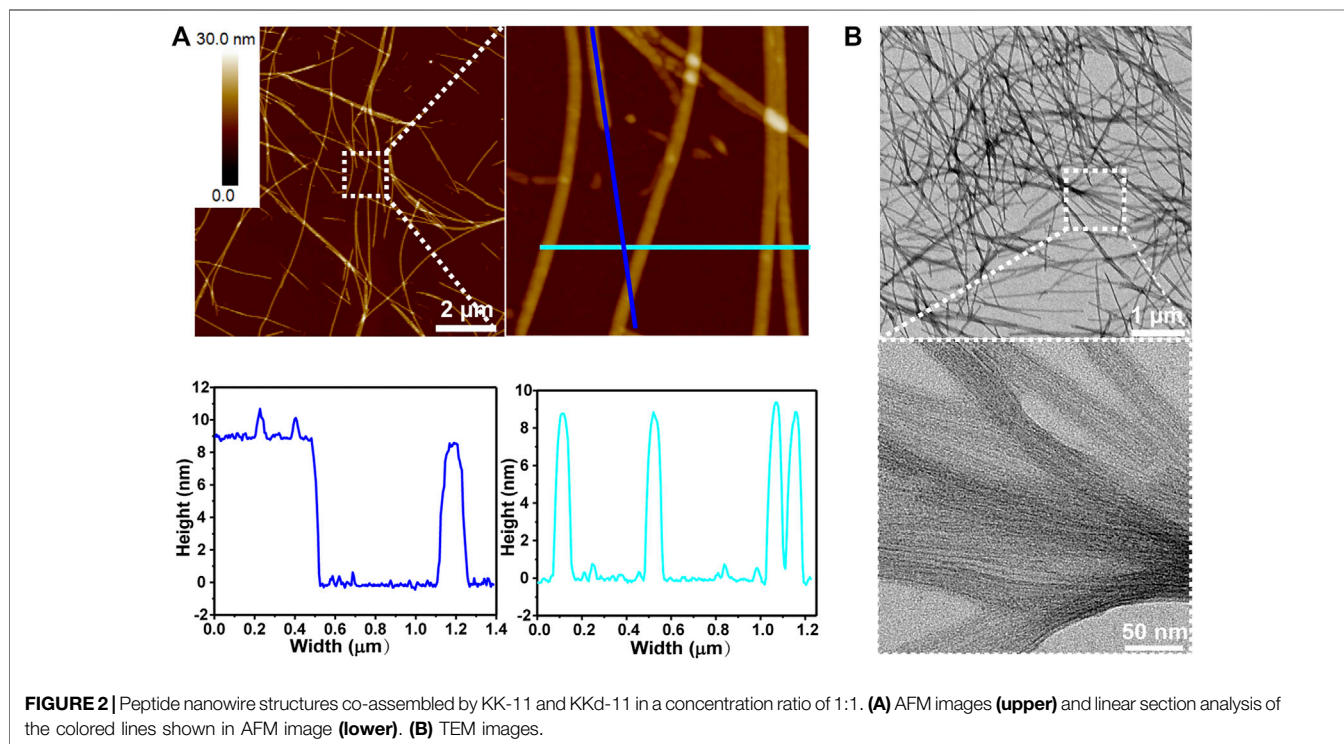 A
30.0 nm
0.0
2 μm
B
1 μm
50 nm
Height (nm)
12
10
8
6
4
2
0
-2
0.0 0.2 0.4 0.6 0.8 1.0 1.2 1.4
Width (μm)
Height (nm)
10
8
6
4
2
0
-2
0.0 0.2 0.4 0.6 0.8 1.0 1.2
Width (μm)
FIGURE 2 | Peptide nanowire structures co-assembled by KK-11 and KKd-11 in a concentration ratio of 1:1. (A) AFM images (upper) and linear section analysis of
the colored lines shown in AFM image (lower). (B) TEM images.